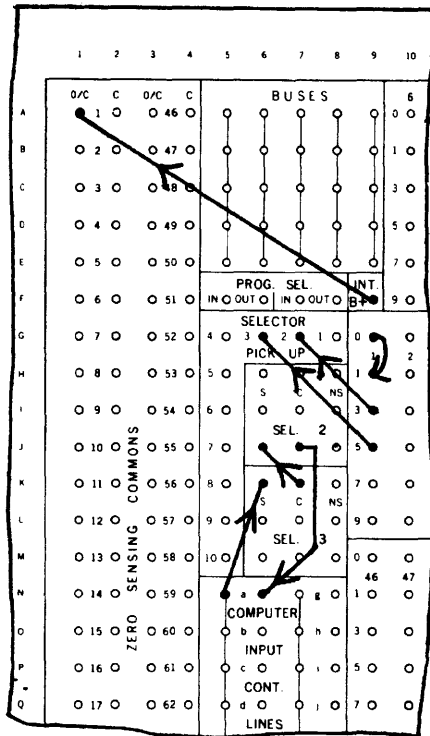 1 2 3 4 5 6 7 8 9 10
O/C C O/C C BUSES 6
A 1 46 0
B 2 47 1
C 3 48 3
D 4 49 5
E 5 50 7
PROG. SEL. INT.
F 6 51 IN OUT IN OUT B+ 9
SELECTOR
G 7 52 4 3 2 1 0
PICK UP 1 2
H 8 53 5 1
S C NS
I 9 54 6 3
SEL. 2
J 10 55 7 5
K 11 56 8 7
S C NS
L 12 57 9 9
SEL. 3
M 13 58 10 0
46 47
N 14 59 a g 1
COMPUTER
O 15 60 b h 3
INPUT
P 16 61 c i 5
CONT.
Q 17 62 d j 7
LINES
ZERO SENSING COMMONS